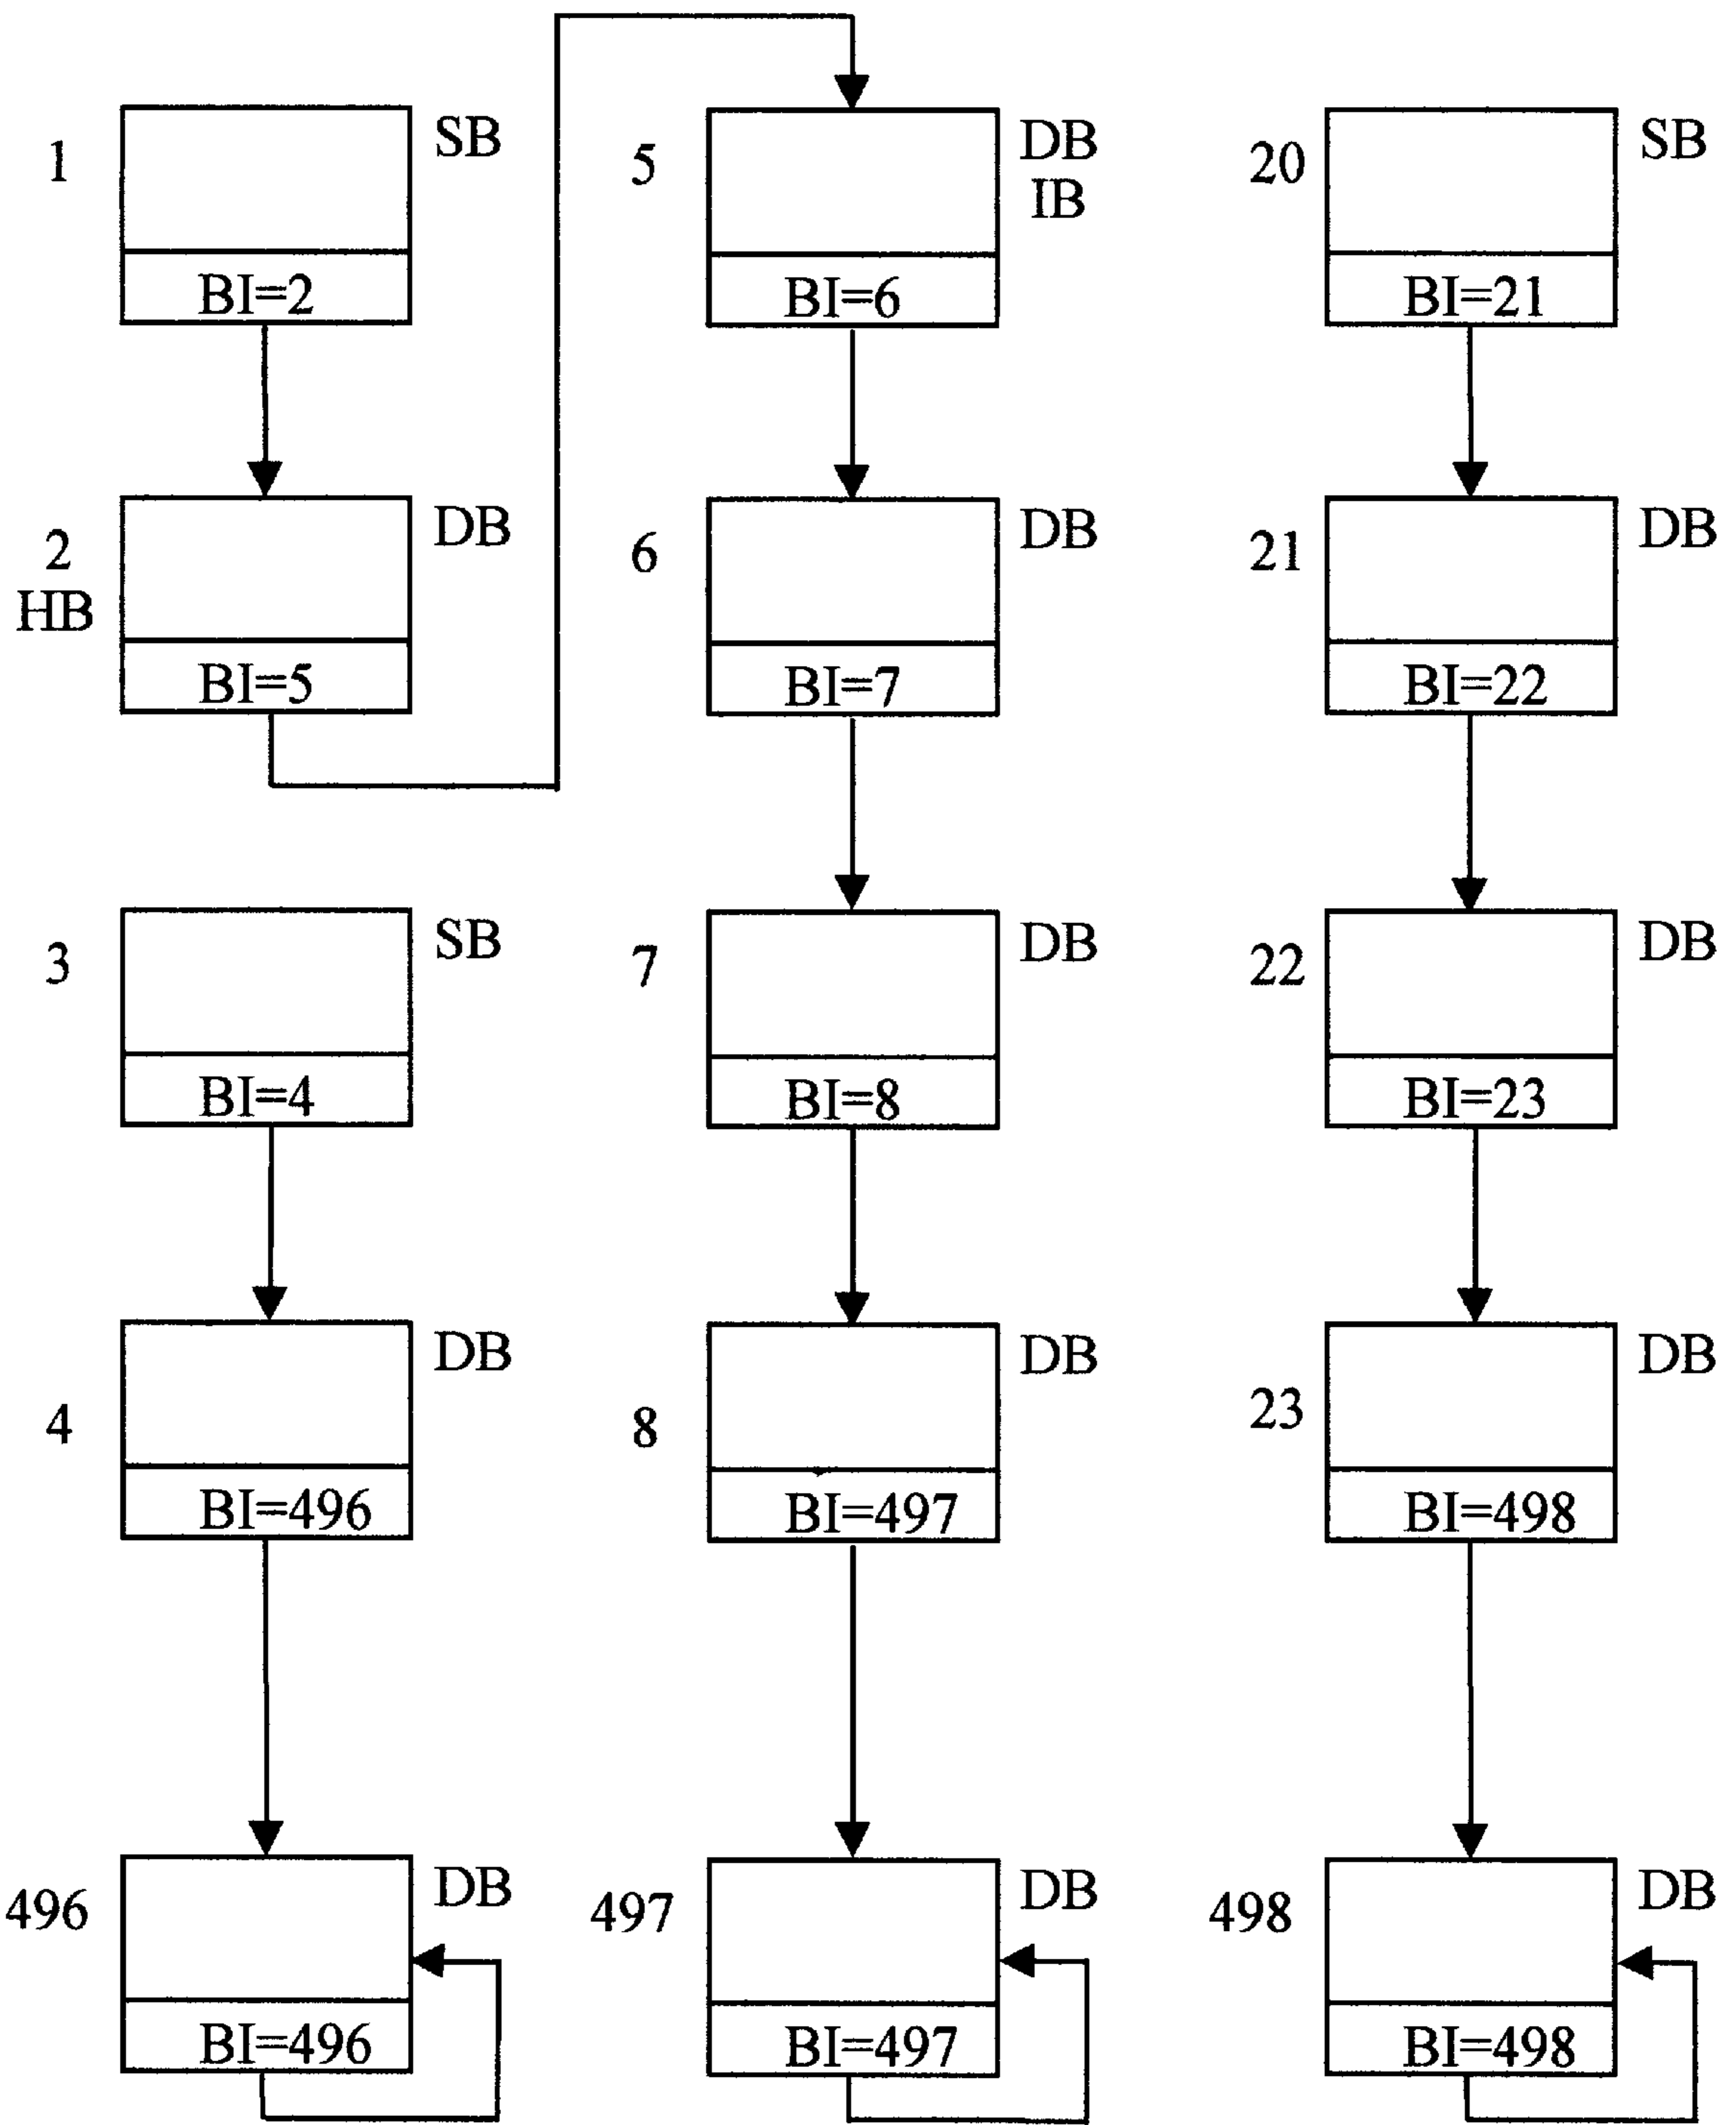 1
SB
BI=2
2
HB
DB
BI=5
3
SB
BI=4
4
DB
BI=496
496
DB
BI=496
5
DB
IB
BI=6
6
DB
BI=7
7
DB
BI=8
8
DB
BI=497
497
DB
BI=497
20
SB
BI=21
21
DB
BI=22
22
DB
BI=23
23
DB
BI=498
498
DB
BI=498